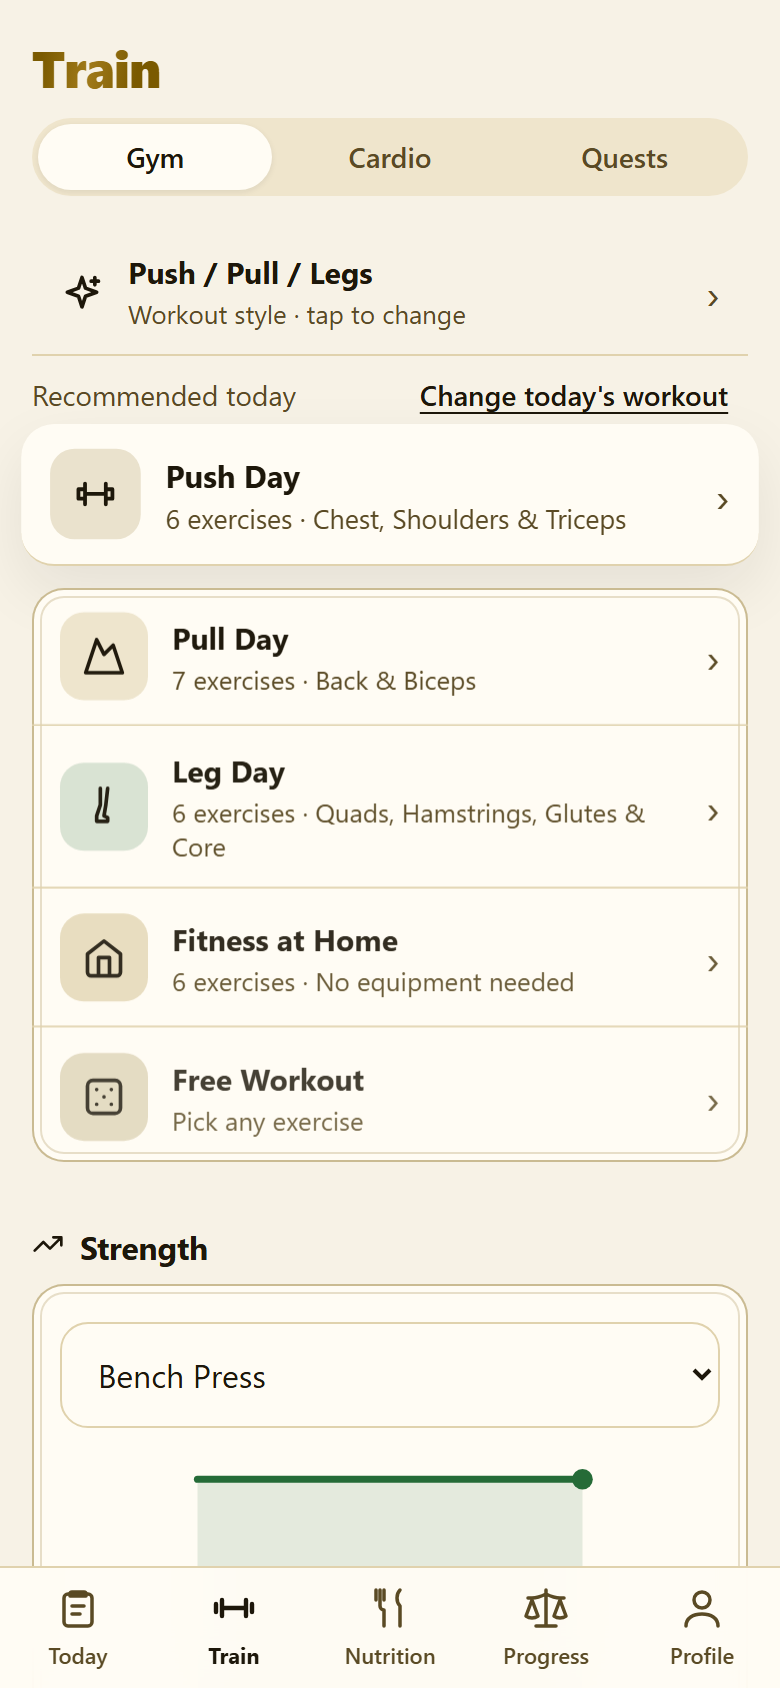 Train
Gym
Cardio
Quests
Push / Pull / Legs
Workout style · tap to change
Recommended today
Change today's workout
Push Day
6 exercises · Chest, Shoulders & Triceps
Pull Day
7 exercises · Back & Biceps
Leg Day
6 exercises · Quads, Hamstrings, Glutes &
Core
Fitness at Home
6 exercises · No equipment needed
Free Workout
Pick any exercise
Strength
Bench Press
Today
Train
Nutrition
Progress
Profile